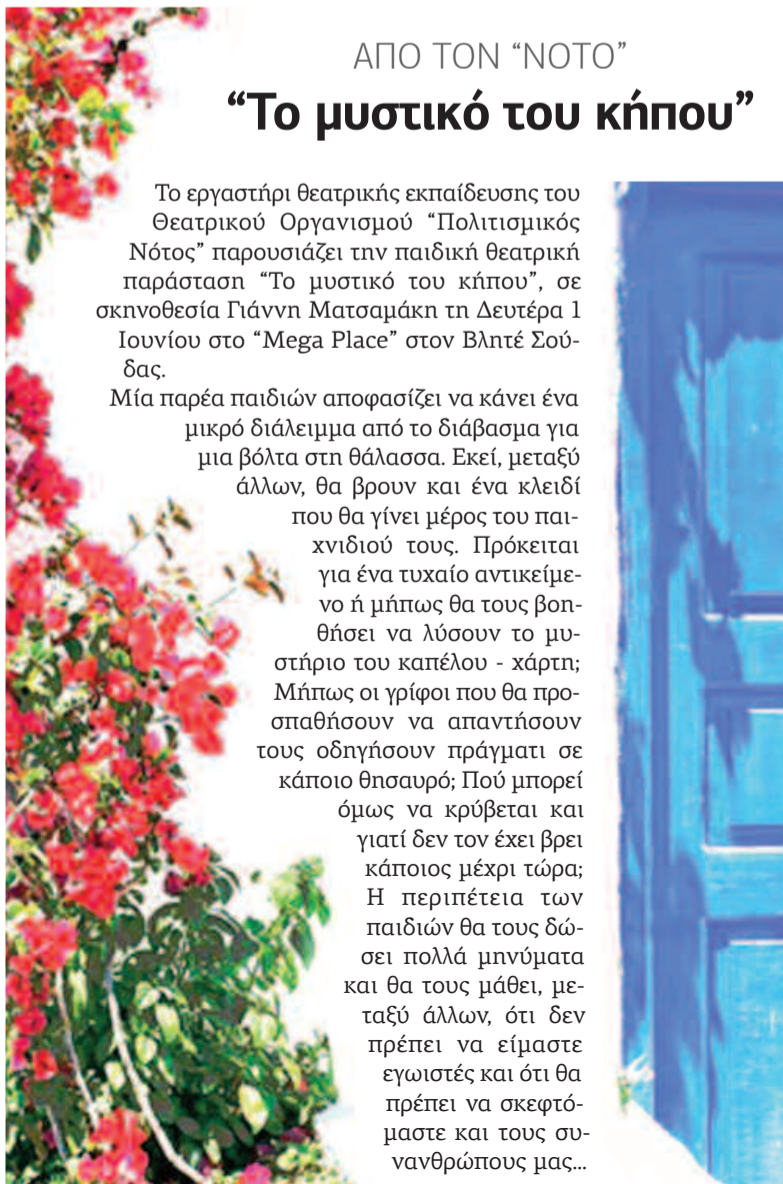 ΑΠΟ ΤΟΝ “ΝΟΤΟ”
“Το μυστικό του κήπου”
Το εργαστήρι θεατρικής εκπαίδευσης του
Θεατρικού Οργανισμού “Πολιτισμικός
Νότος” παρουσιάζει την παιδική θεατρική
παράσταση “Το μυστικό του κήπου”, σε
σκηνοθεσία Γιάννη Ματσαμάκη τη Δευτέρα 1
Ιουνίου στο “Mega Place” στον Βλητέ Σού-
δας.
Μία παρέα παιδιών αποφασίζει να κάνει ένα
μικρό διάλειμμα από το διάβασμα για
μια βόλτα στη θάλασσα. Εκεί, μεταξύ
άλλων, θα βρουν και ένα κλειδί
που θα γίνει μέρος του παι-
χνιδιού τους. Πρόκειται
για ένα τυχαίο αντικείμε-
νο ή μήπως θα τους βοη-
θήσει να λύσουν το μυ-
στήριο του καπέλου - χάρτη;
Μήπως οι γρίφοι που θα προ-
σπαθήσουν να απαντήσουν
τους οδηγήσουν πράγματι σε
κάποιο θησαυρό; Πού μπορεί
όμως να κρύβεται και
γιατί δεν τον έχει βρει
κάποιος μέχρι τώρα;
Η περιπέτεια των
παιδιών θα τους δώ-
σει πολλά μηνύματα
και θα τους μάθει, με-
ταξύ άλλων, ότι δεν
πρέπει να είμαστε
εγωιστές και ότι θα
πρέπει να σκεφτό-
μαστε και τους συ-
νανθρώπους μας...